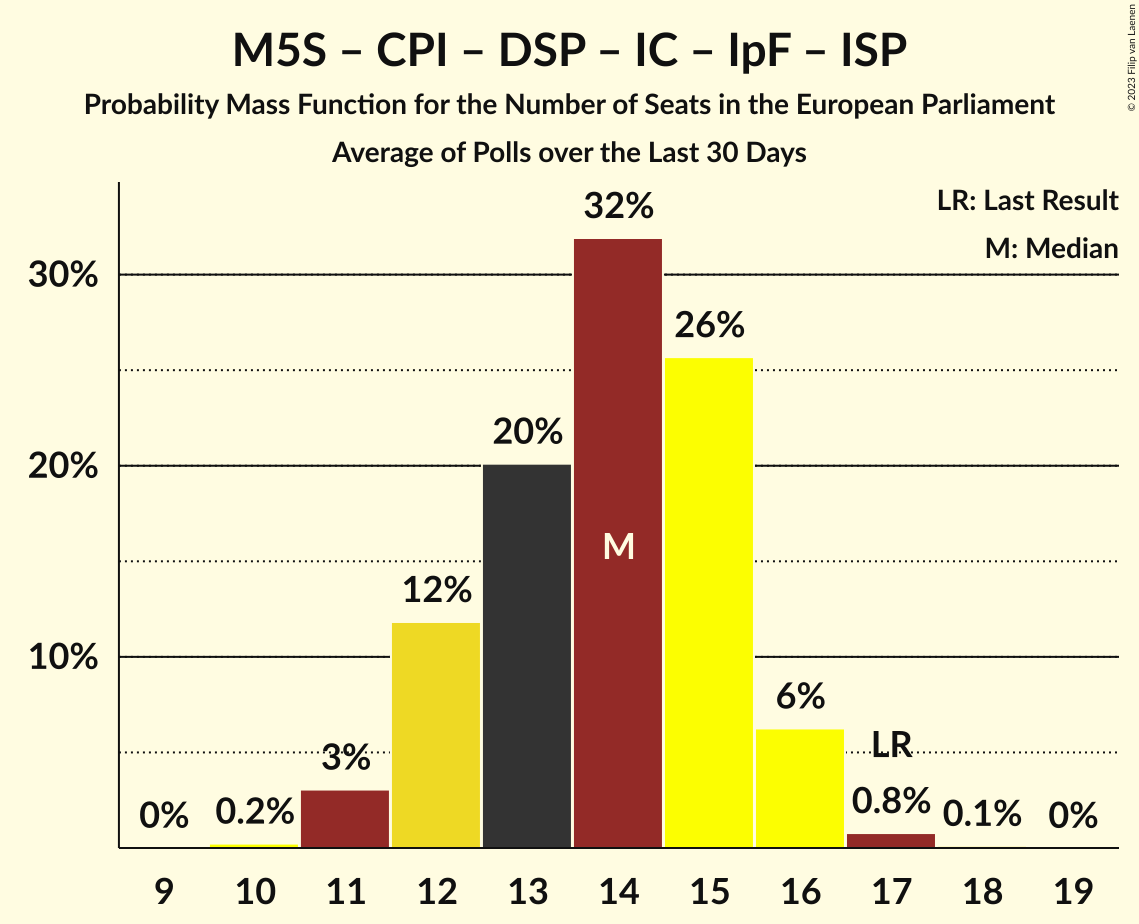 M5S – CPI – DSP – IC – IpF – ISP
Probability Mass Function for the Number of Seats in the European Parliament
Average of Polls over the Last 30 Days
© 2023 Filip van Laenen
LR: Last Result
M: Median
30%
20%
10%
0%
0.2%
3%
12%
20%
32%
M
26%
6%
LR
0.8%
0.1%
0%
9 10 11 12 13 14 15 16 17 18 19